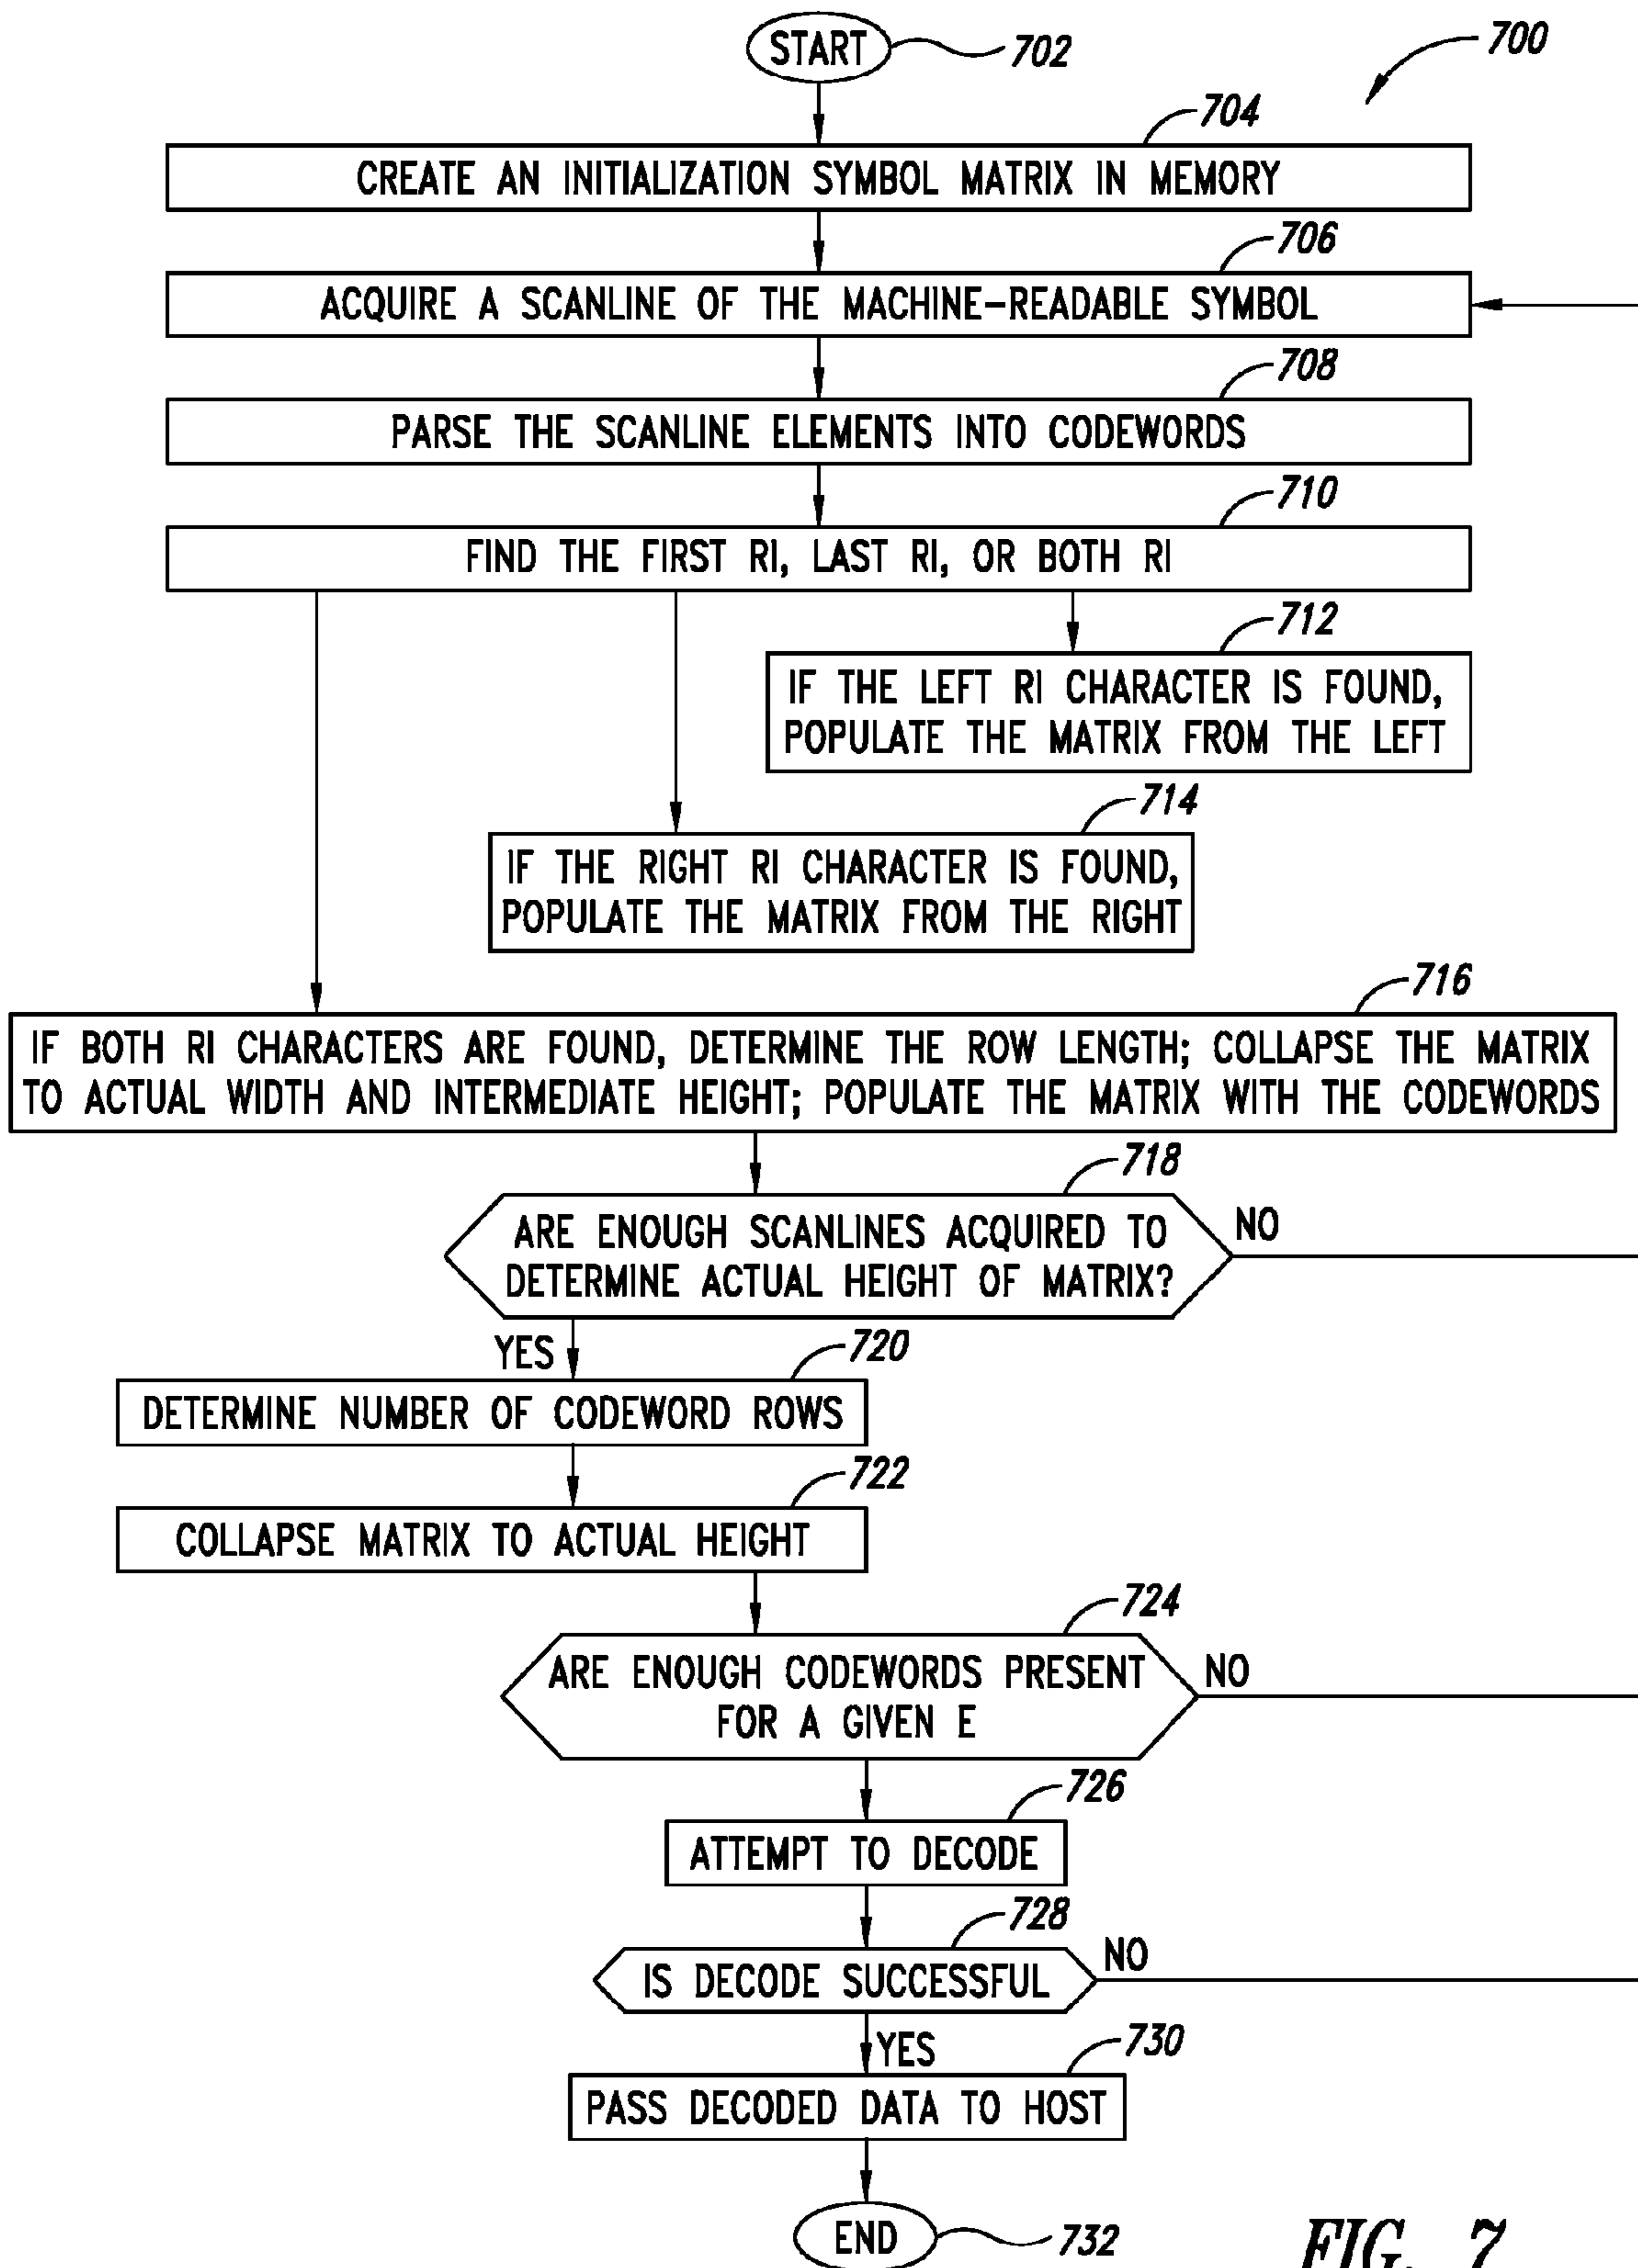 START
702
700
704
CREATE AN INITIALIZATION SYMBOL MATRIX IN MEMORY
706
ACQUIRE A SCANLINE OF THE MACHINE-READABLE SYMBOL
708
PARSE THE SCANLINE ELEMENTS INTO CODEWORDS
710
FIND THE FIRST RI, LAST RI, OR BOTH RI
712
IF THE LEFT RI CHARACTER IS FOUND,
POPULATE THE MATRIX FROM THE LEFT
714
IF THE RIGHT RI CHARACTER IS FOUND,
POPULATE THE MATRIX FROM THE RIGHT
716
IF BOTH RI CHARACTERS ARE FOUND, DETERMINE THE ROW LENGTH; COLLAPSE THE MATRIX
TO ACTUAL WIDTH AND INTERMEDIATE HEIGHT; POPULATE THE MATRIX WITH THE CODEWORDS
718
ARE ENOUGH SCANLINES ACQUIRED TO
DETERMINE ACTUAL HEIGHT OF MATRIX?
NO
YES
720
DETERMINE NUMBER OF CODEWORD ROWS
722
COLLAPSE MATRIX TO ACTUAL HEIGHT
724
ARE ENOUGH CODEWORDS PRESENT
FOR A GIVEN E
NO
726
ATTEMPT TO DECODE
728
IS DECODE SUCCESSFUL
NO
YES
730
PASS DECODED DATA TO HOST
END
732
FIG. 7